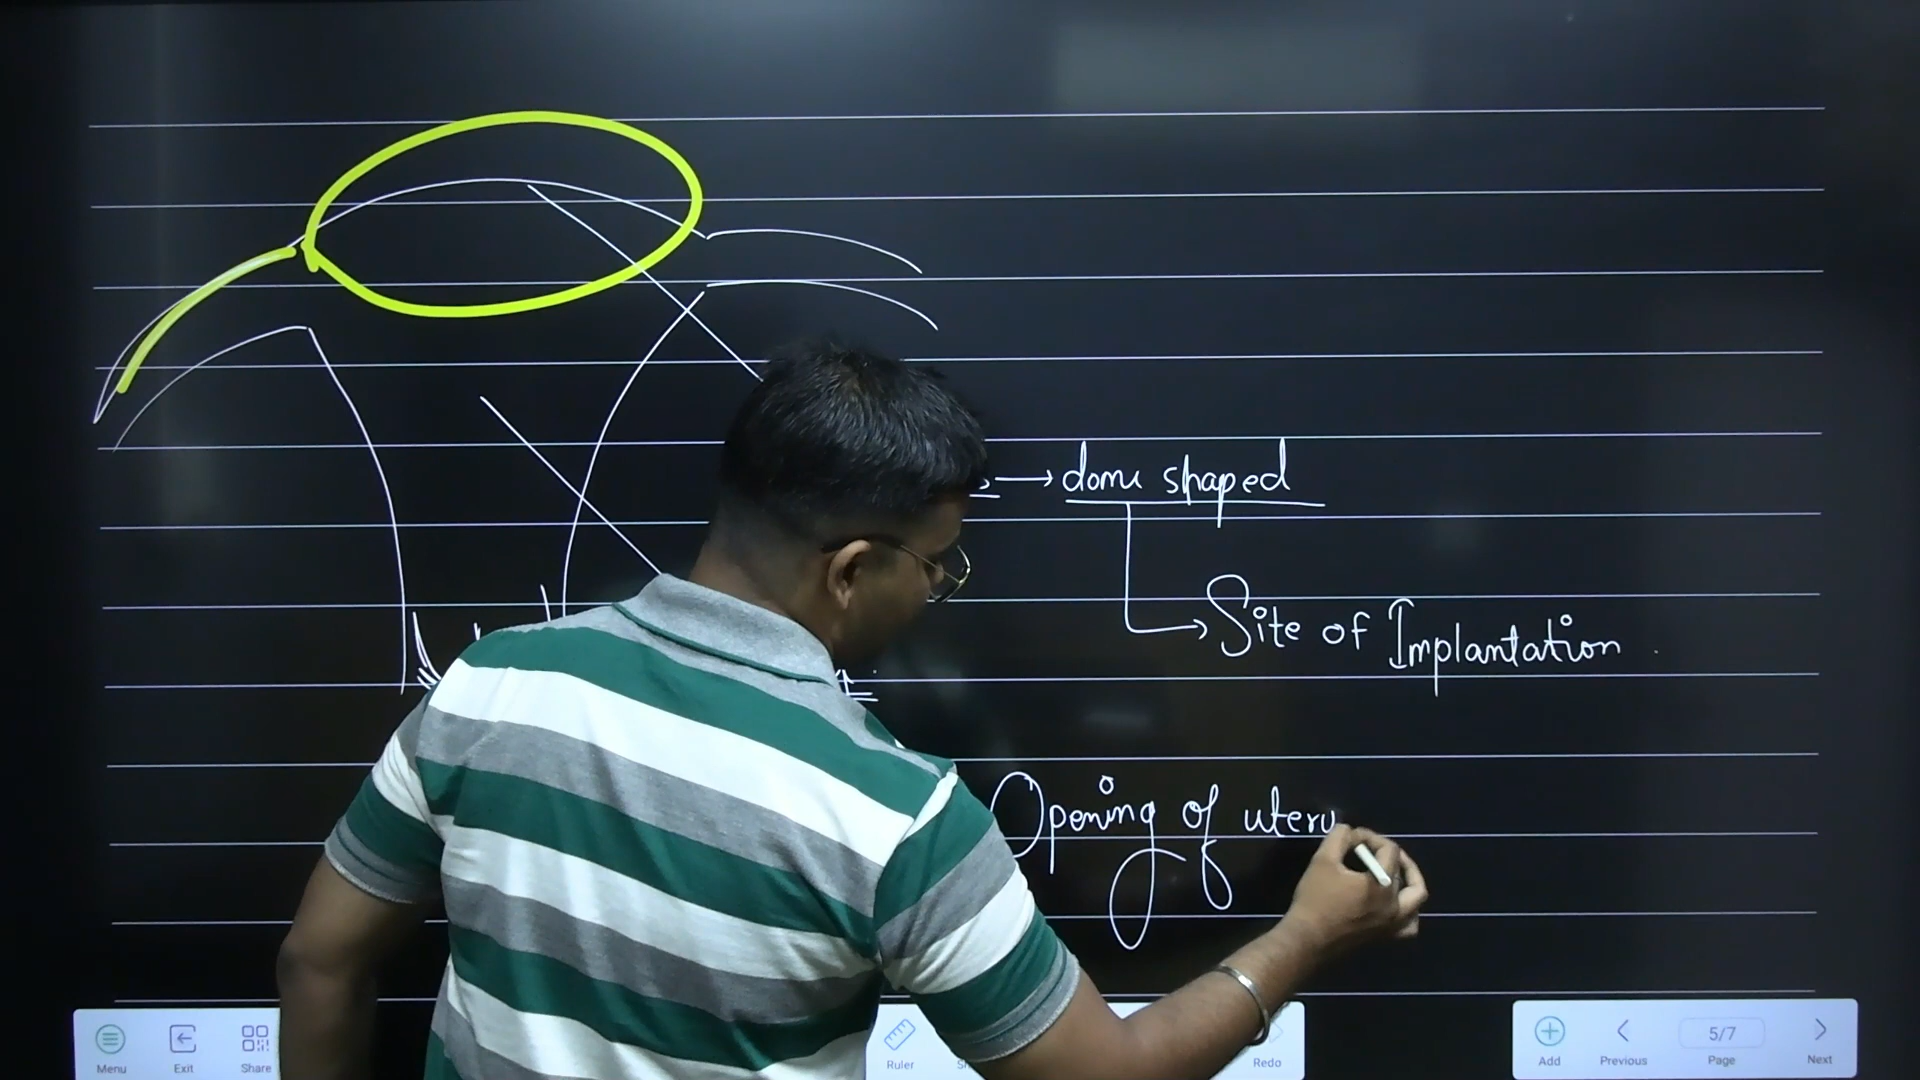 → dome shaped
→ Site of Implantation
Opening of uteru
Menu
Exit
Share
Ruler
Redo
Add
Previous
5/7
Page
Next